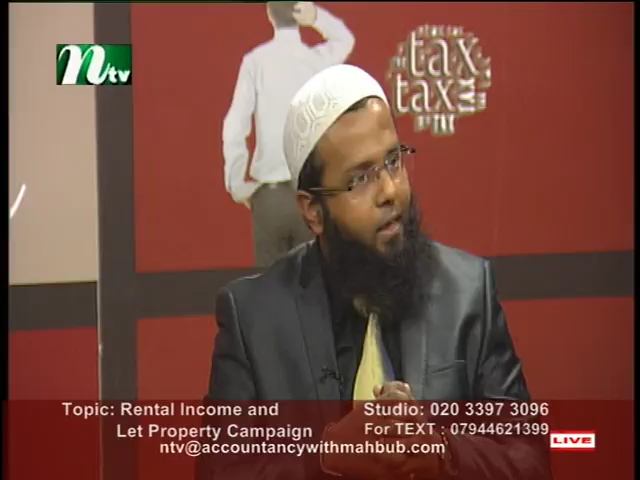 ntv
tax
tax
TAX
Topic: Rental Income and
Let Property Campaign
Studio: 020 3397 3096
For TEXT : 07944621399
ntv@accountancywithmahbub.com
LIVE